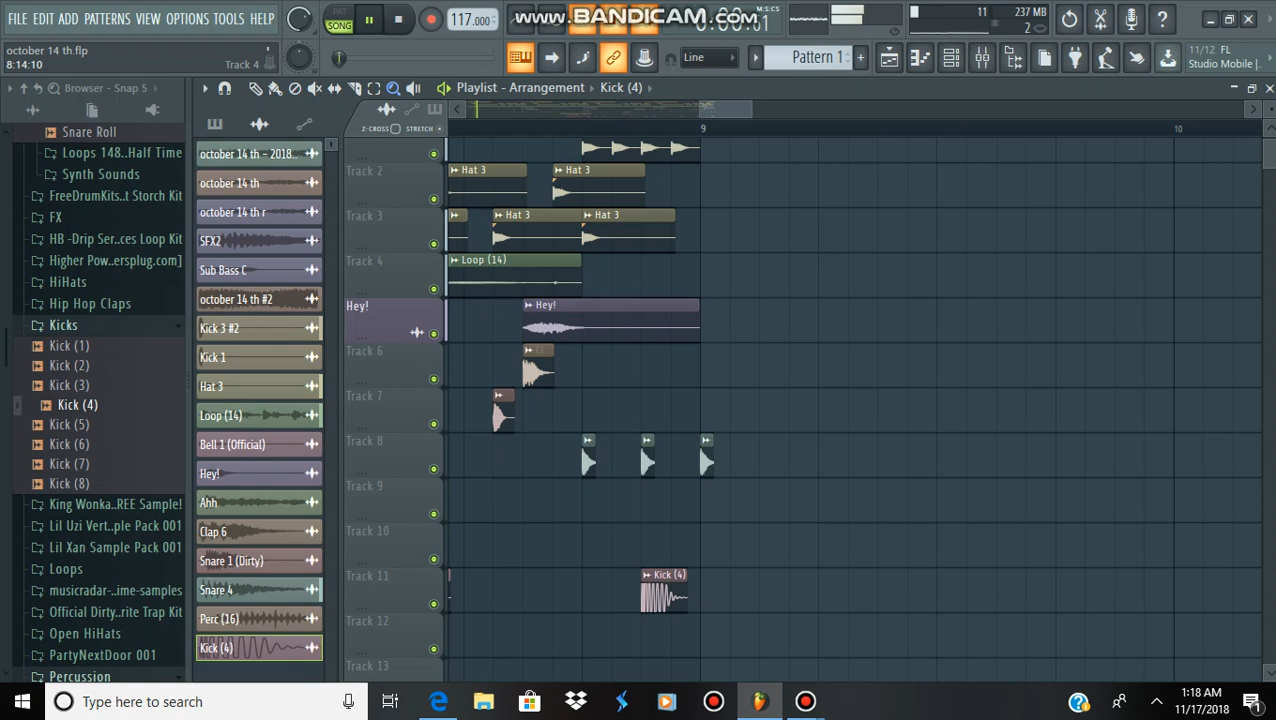 FILE EDIT ADD PATTERNS VIEW OPTIONS TOOLS HELP
PAT
SONG
117.000
www.BANDICAM.com
M:S:CS
11
237 MB
2
october 14 th.flp
8:14:10
Track 4
Line
Pattern 1
11/12 FL
Studio Mobile |
Browser - Snap 5
Playlist - Arrangement
Kick (4)
Z-CROSS
STRETCH
9
10
Snare Roll
Loops 148..Half Time
Synth Sounds
FreeDrumKits.t Storch Kit
FX
HB -Drip Ser..ces Loop Kit
Higher Pow..ersplug.com]
HiHats
Hip Hop Claps
Kicks
Kick (1)
Kick (2)
Kick (3)
Kick (4)
Kick (5)
Kick (6)
Kick (7)
Kick (8)
King Wonka..REE Sample!
Lil Uzi Vert..ple Pack 001
Lil Xan Sample Pack 001
Loops
musicradar-..ime-samples
Official Dirty..rite Trap Kit
Open HiHats
PartyNextDoor 001
Percussion
october 14 th - 2018..
october 14 th
october 14 th r
SFX2
Sub Bass C
october 14 th #2
Kick 3 #2
Kick 1
Hat 3
Loop (14)
Bell 1 (Official)
Hey!
Ahh
Clap 6
Snare 1 (Dirty)
Snare 4
Perc (16)
Kick (4)
Track 2
Hat 3
Hat 3
Track 3
Hat 3
Hat 3
Track 4
Loop (14)
Hey!
Hey!
Track 6
Track 7
Track 8
Track 9
Track 10
Track 11
Kick (4)
Track 12
Track 13
Type here to search
1:18 AM
11/17/2018
1